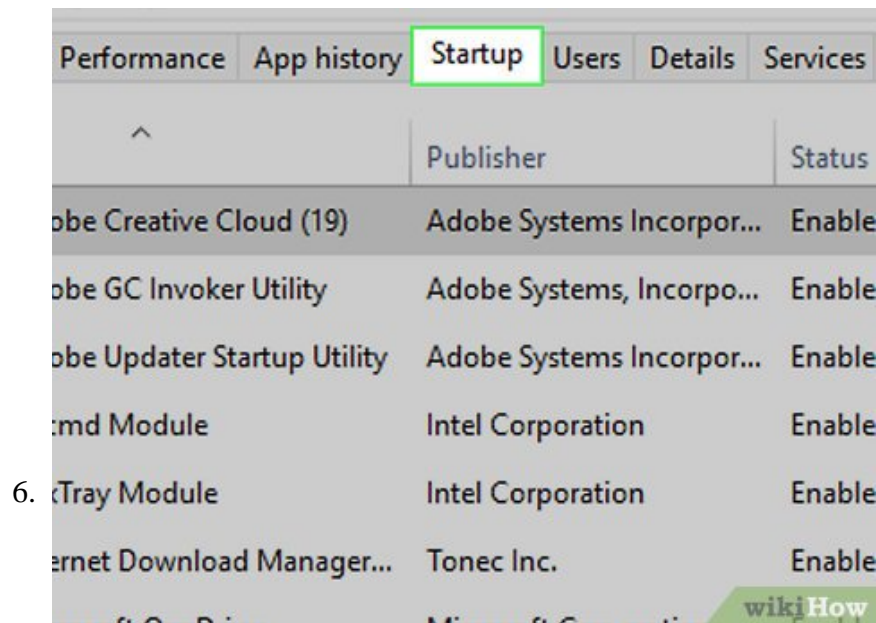 Performance App history Startup Users Details Services
Publisher Status
obe Creative Cloud (19) Adobe Systems Incorpor... Enable
obe GC Invoker Utility Adobe Systems, Incorpo... Enable
obe Updater Startup Utility Adobe Systems Incorpor... Enable
cmd Module Intel Corporation Enable
6. xTray Module Intel Corporation Enable
ernet Download Manager... Tonec Inc. Enable
wikiHow